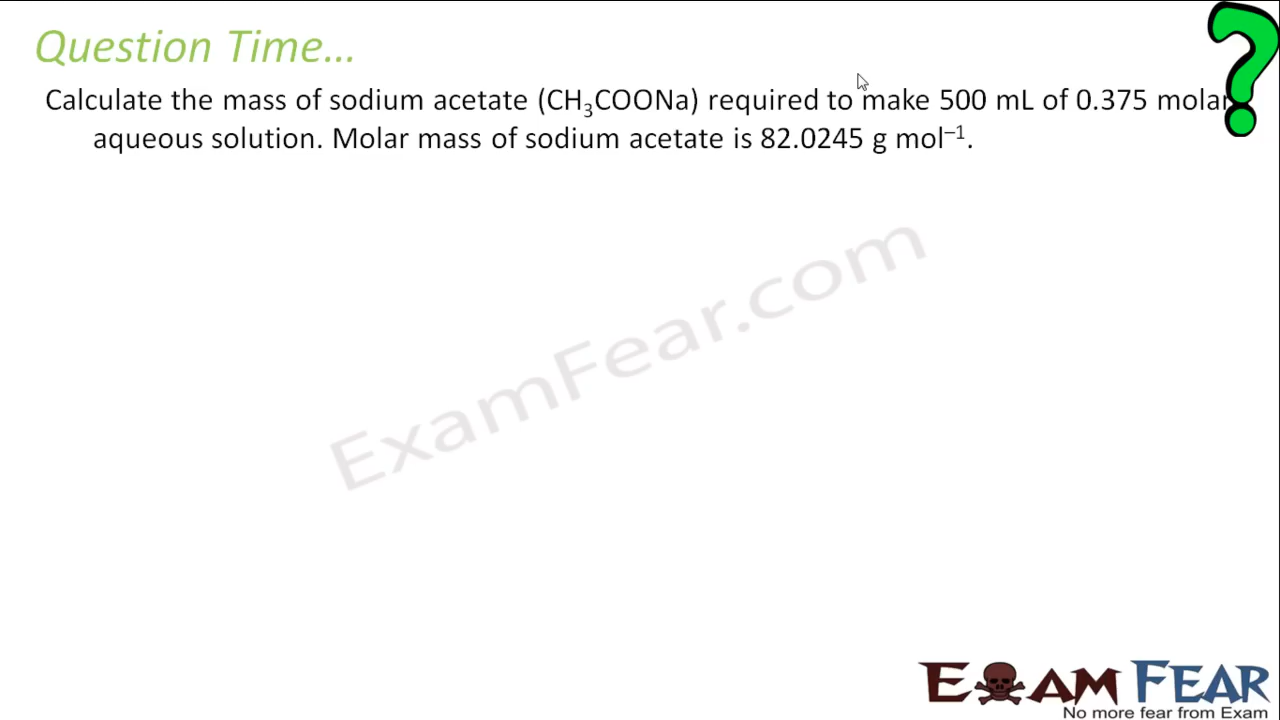 Question Time...
Calculate the mass of sodium acetate (CH₃COONa) required to make 500 mL of 0.375 molar
aqueous solution. Molar mass of sodium acetate is 82.0245 g mol⁻¹.
ExamFear.com
EXAM FEAR
No more fear from Exam